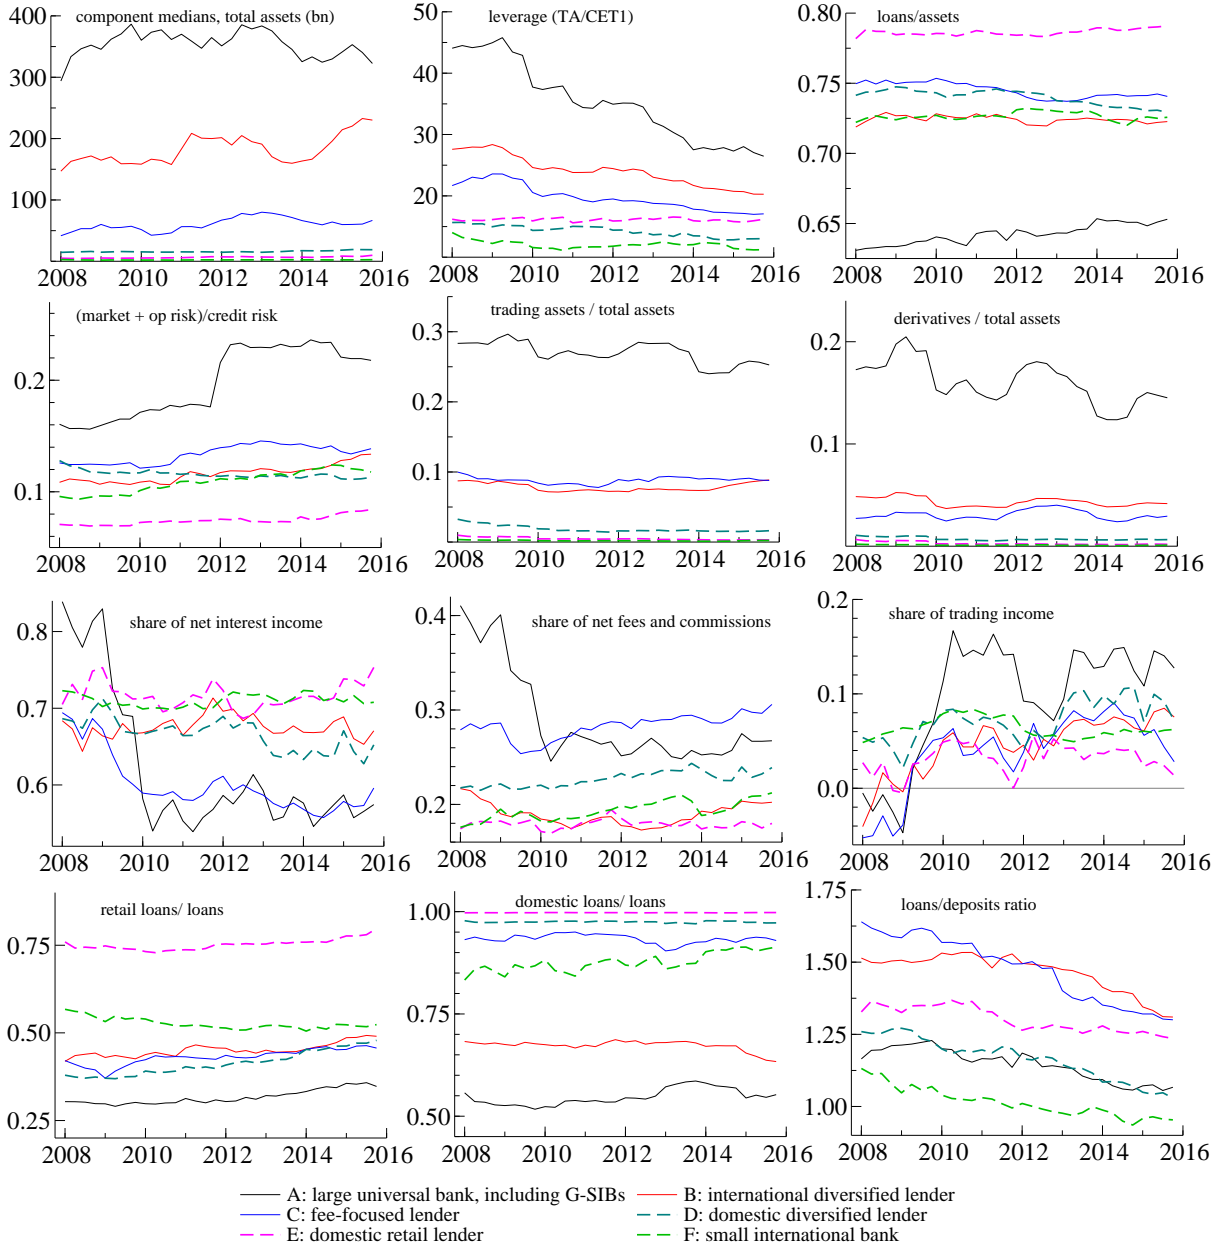 component medians, total assets (bn)
400
300
200
100
2008 2010 2012 2014 2016
leverage (TA/CET1)
50
35
20
2008 2010 2012 2014 2016
loans/assets
0.80
0.75
0.70
0.65
2008 2010 2012 2014 2016
(market + op risk)/credit risk
0.2
0.1
2008 2010 2012 2014 2016
trading assets / total assets
0.3
0.1
2008 2010 2012 2014 2016
derivatives / total assets
0.2
0.1
2008 2010 2012 2014 2016
share of net interest income
0.8
0.7
0.6
2008 2010 2012 2014 2016
share of net fees and commissions
0.4
0.3
0.2
2008 2010 2012 2014 2016
share of trading income
0.2
0.1
0.0
2008 2010 2012 2014 2016
retail loans/ loans
0.75
0.50
0.25
2008 2010 2012 2014 2016
domestic loans/ loans
1.00
0.75
0.50
2008 2010 2012 2014 2016
loans/deposits ratio
1.75
1.50
1.25
1.00
2008 2010 2012 2014 2016
A: large universal bank, including G-SIBs
B: international diversified lender
C: fee-focused lender
D: domestic diversified lender
E: domestic retail lender
F: small international bank